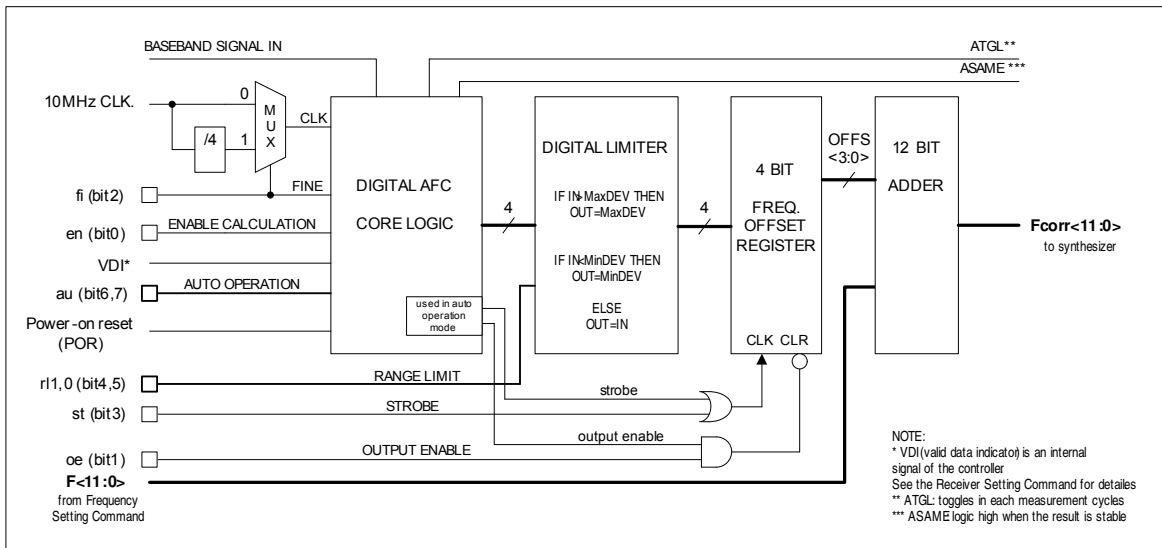 BASEBAND SIGNAL IN
ATGL**
ASAME ***
10MHz CLK.
0
M
U
X
/4
1
CLK
fi (bit2)
FINE
en (bit0)
ENABLE CALCULATION
VDI*
au (bit6,7)
AUTO OPERATION
Power-on reset
(POR)
DIGITAL AFC
CORE LOGIC
used in auto
operation
mode
4
DIGITAL LIMITER
IF IN>MaxDEV THEN
OUT=MaxDEV
IF IN<MinDEV THEN
OUT=MinDEV
ELSE
OUT=IN
4
4 BIT
FREQ.
OFFSET
REGISTER
CLK CLR
OFFS
<3:0>
12 BIT
ADDER
Fcorr<11:0>
to synthesizer
rl1,0 (bit4,5)
RANGE LIMIT
strobe
st (bit3)
STROBE
output enable
oe (bit1)
OUTPUT ENABLE
F<11:0>
from Frequency
Setting Command
NOTE:
* VDI (valid data indicator) is an internal
signal of the controller
See the Receiver Setting Command for detailes
** ATGL: toggles in each measurement cycles
*** ASAME logic high when the result is stable